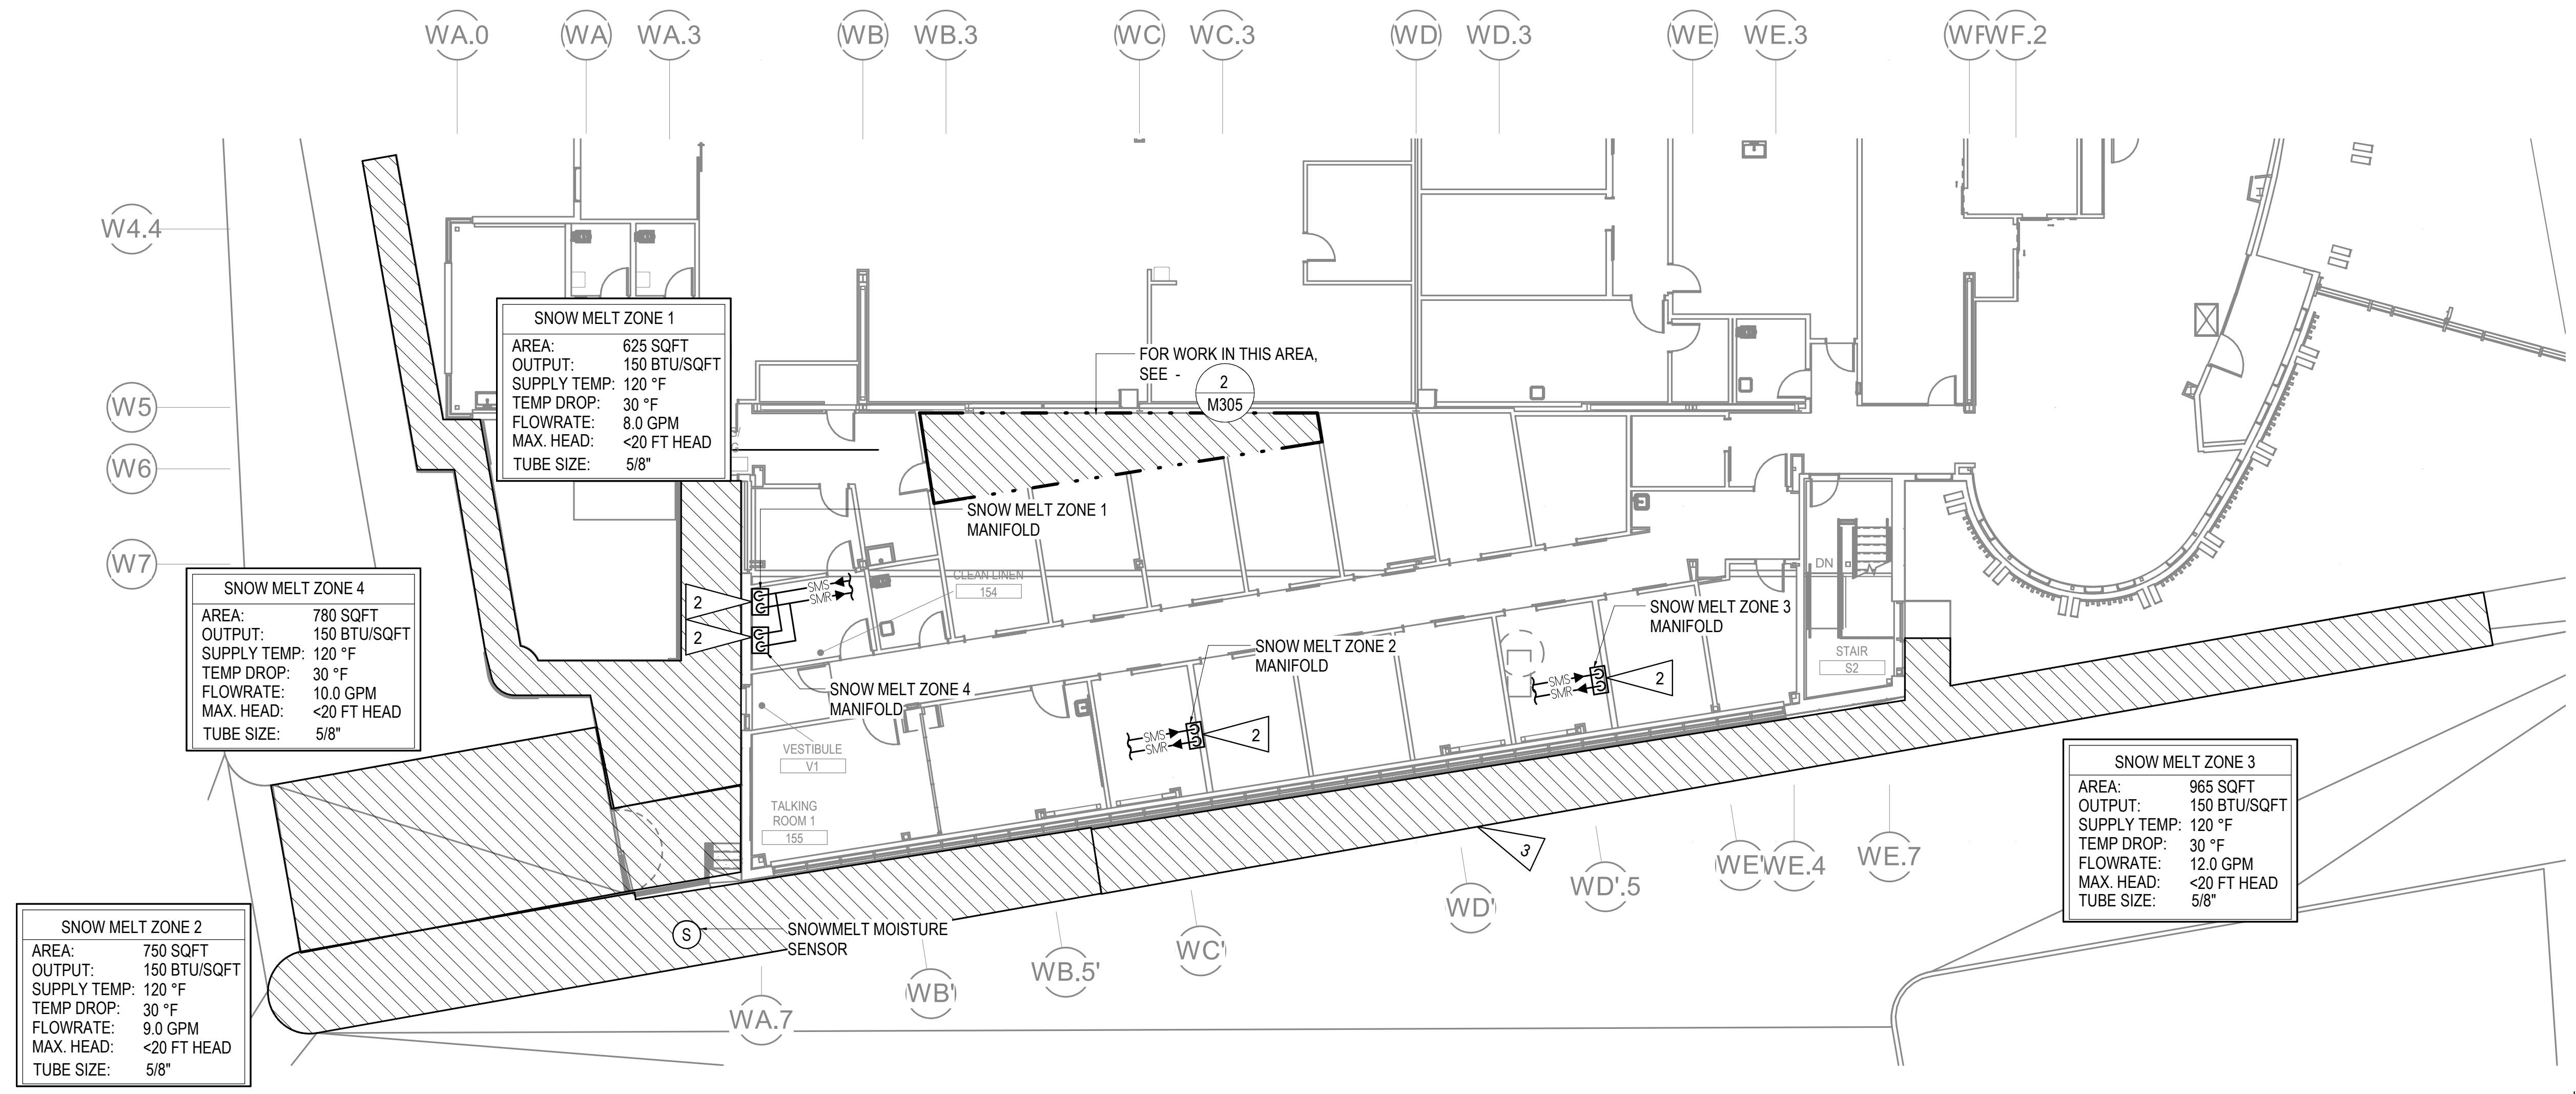 WA.0
WA
WA.3
WB
WB.3
WC
WC.3
WD
WD.3
WE
WE.3
WF
WF.2
W4.4
W5
W6
W7
SNOW MELT ZONE 1
AREA: 625 SQFT
OUTPUT: 150 BTU/SQFT
SUPPLY TEMP: 120 °F
TEMP DROP: 30 °F
FLOWRATE: 8.0 GPM
MAX. HEAD: <20 FT HEAD
TUBE SIZE: 5/8"
FOR WORK IN THIS AREA,
SEE -
2
M305
SNOW MELT ZONE 1
MANIFOLD
SNOW MELT ZONE 4
AREA: 780 SQFT
OUTPUT: 150 BTU/SQFT
SUPPLY TEMP: 120 °F
TEMP DROP: 30 °F
FLOWRATE: 10.0 GPM
MAX. HEAD: <20 FT HEAD
TUBE SIZE: 5/8"
2
2
SMS
SMR
CLEAN LINEN
154
DN
SNOW MELT ZONE 3
MANIFOLD
SNOW MELT ZONE 2
MANIFOLD
STAIR
S2
SMS
SMR
2
SNOW MELT ZONE 4
MANIFOLD
SMS
SMR
2
VESTIBULE
V1
TALKING
ROOM 1
155
3
SNOW MELT ZONE 3
AREA: 965 SQFT
OUTPUT: 150 BTU/SQFT
SUPPLY TEMP: 120 °F
TEMP DROP: 30 °F
FLOWRATE: 12.0 GPM
MAX. HEAD: <20 FT HEAD
TUBE SIZE: 5/8"
SNOW MELT ZONE 2
AREA: 750 SQFT
OUTPUT: 150 BTU/SQFT
SUPPLY TEMP: 120 °F
TEMP DROP: 30 °F
FLOWRATE: 9.0 GPM
MAX. HEAD: <20 FT HEAD
TUBE SIZE: 5/8"
S
SNOWMELT MOISTURE
SENSOR
WA.7
WB'
WB.5'
WC'
WD'
WD'.5
WE'
WE.4
WE.7